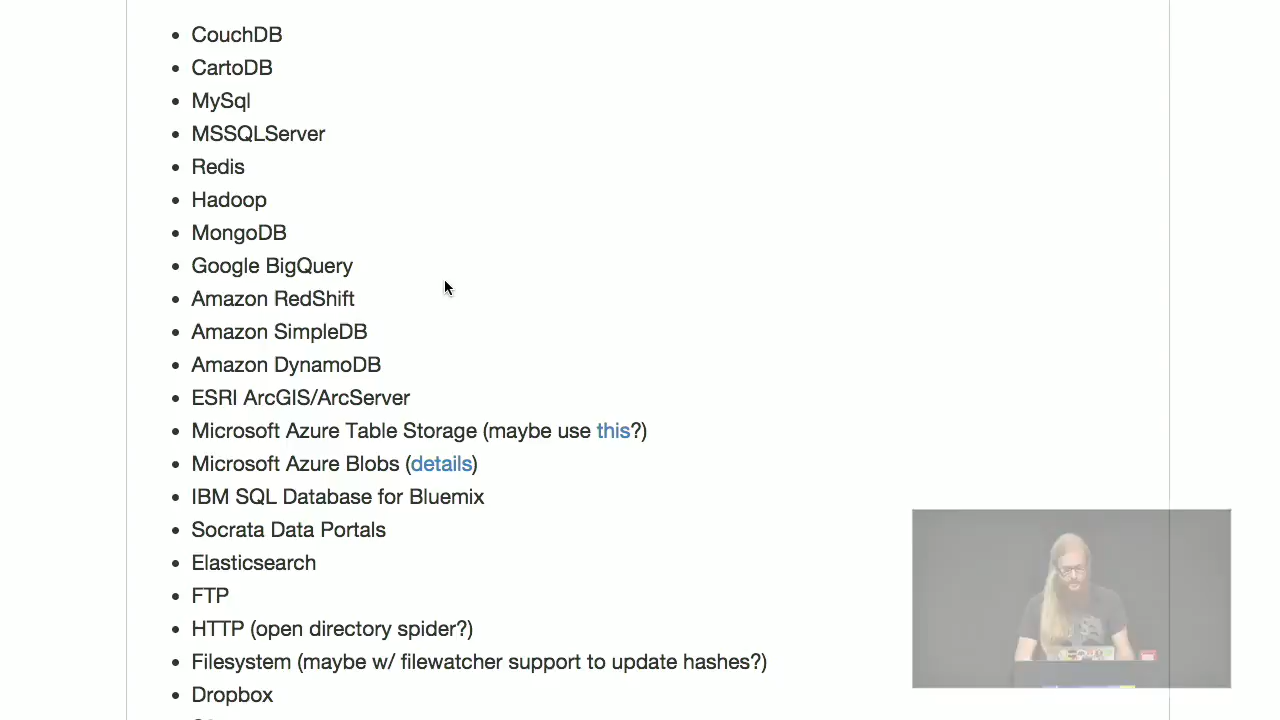 CouchDB
CartoDB
MySql
MSSQLServer
Redis
Hadoop
MongoDB
Google BigQuery
Amazon RedShift
Amazon SimpleDB
Amazon DynamoDB
ESRI ArcGIS/ArcServer
Microsoft Azure Table Storage (maybe use this?)
Microsoft Azure Blobs (details)
IBM SQL Database for Bluemix
Socrata Data Portals
Elasticsearch
FTP
HTTP (open directory spider?)
Filesystem (maybe w/ filewatcher support to update hashes?)
Dropbox